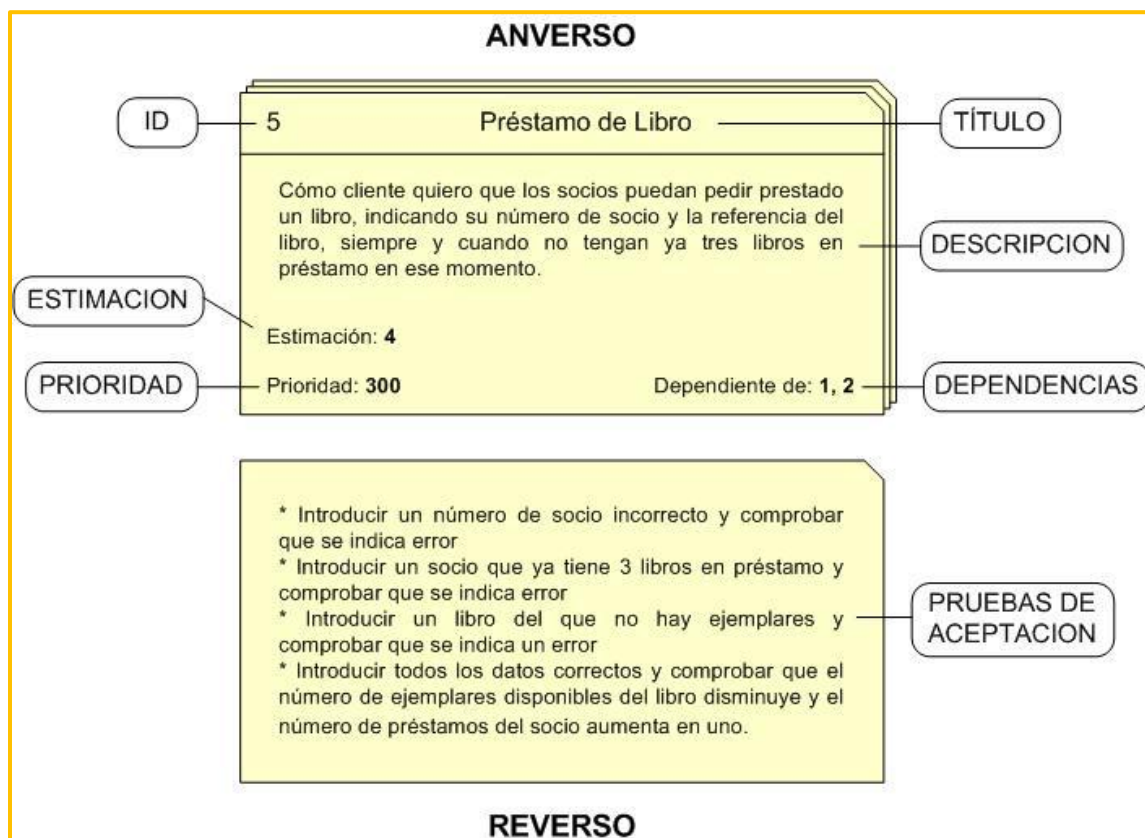 ANVERSO
ID
5
Préstamo de Libro
TÍTULO
Cómo cliente quiero que los socios puedan pedir prestado
un libro, indicando su número de socio y la referencia del
libro, siempre y cuando no tengan ya tres libros en
préstamo en ese momento.
DESCRIPCION
ESTIMACION
Estimación: 4
PRIORIDAD
Prioridad: 300
Dependiente de: 1, 2
DEPENDENCIAS
* Introducir un número de socio incorrecto y comprobar
que se indica error
* Introducir un socio que ya tiene 3 libros en préstamo y
comprobar que se indica error
* Introducir un libro del que no hay ejemplares y
comprobar que se indica un error
* Introducir todos los datos correctos y comprobar que el
número de ejemplares disponibles del libro disminuye y el
número de préstamos del socio aumenta en uno.
PRUEBAS DE
ACEPTACION
REVERSO